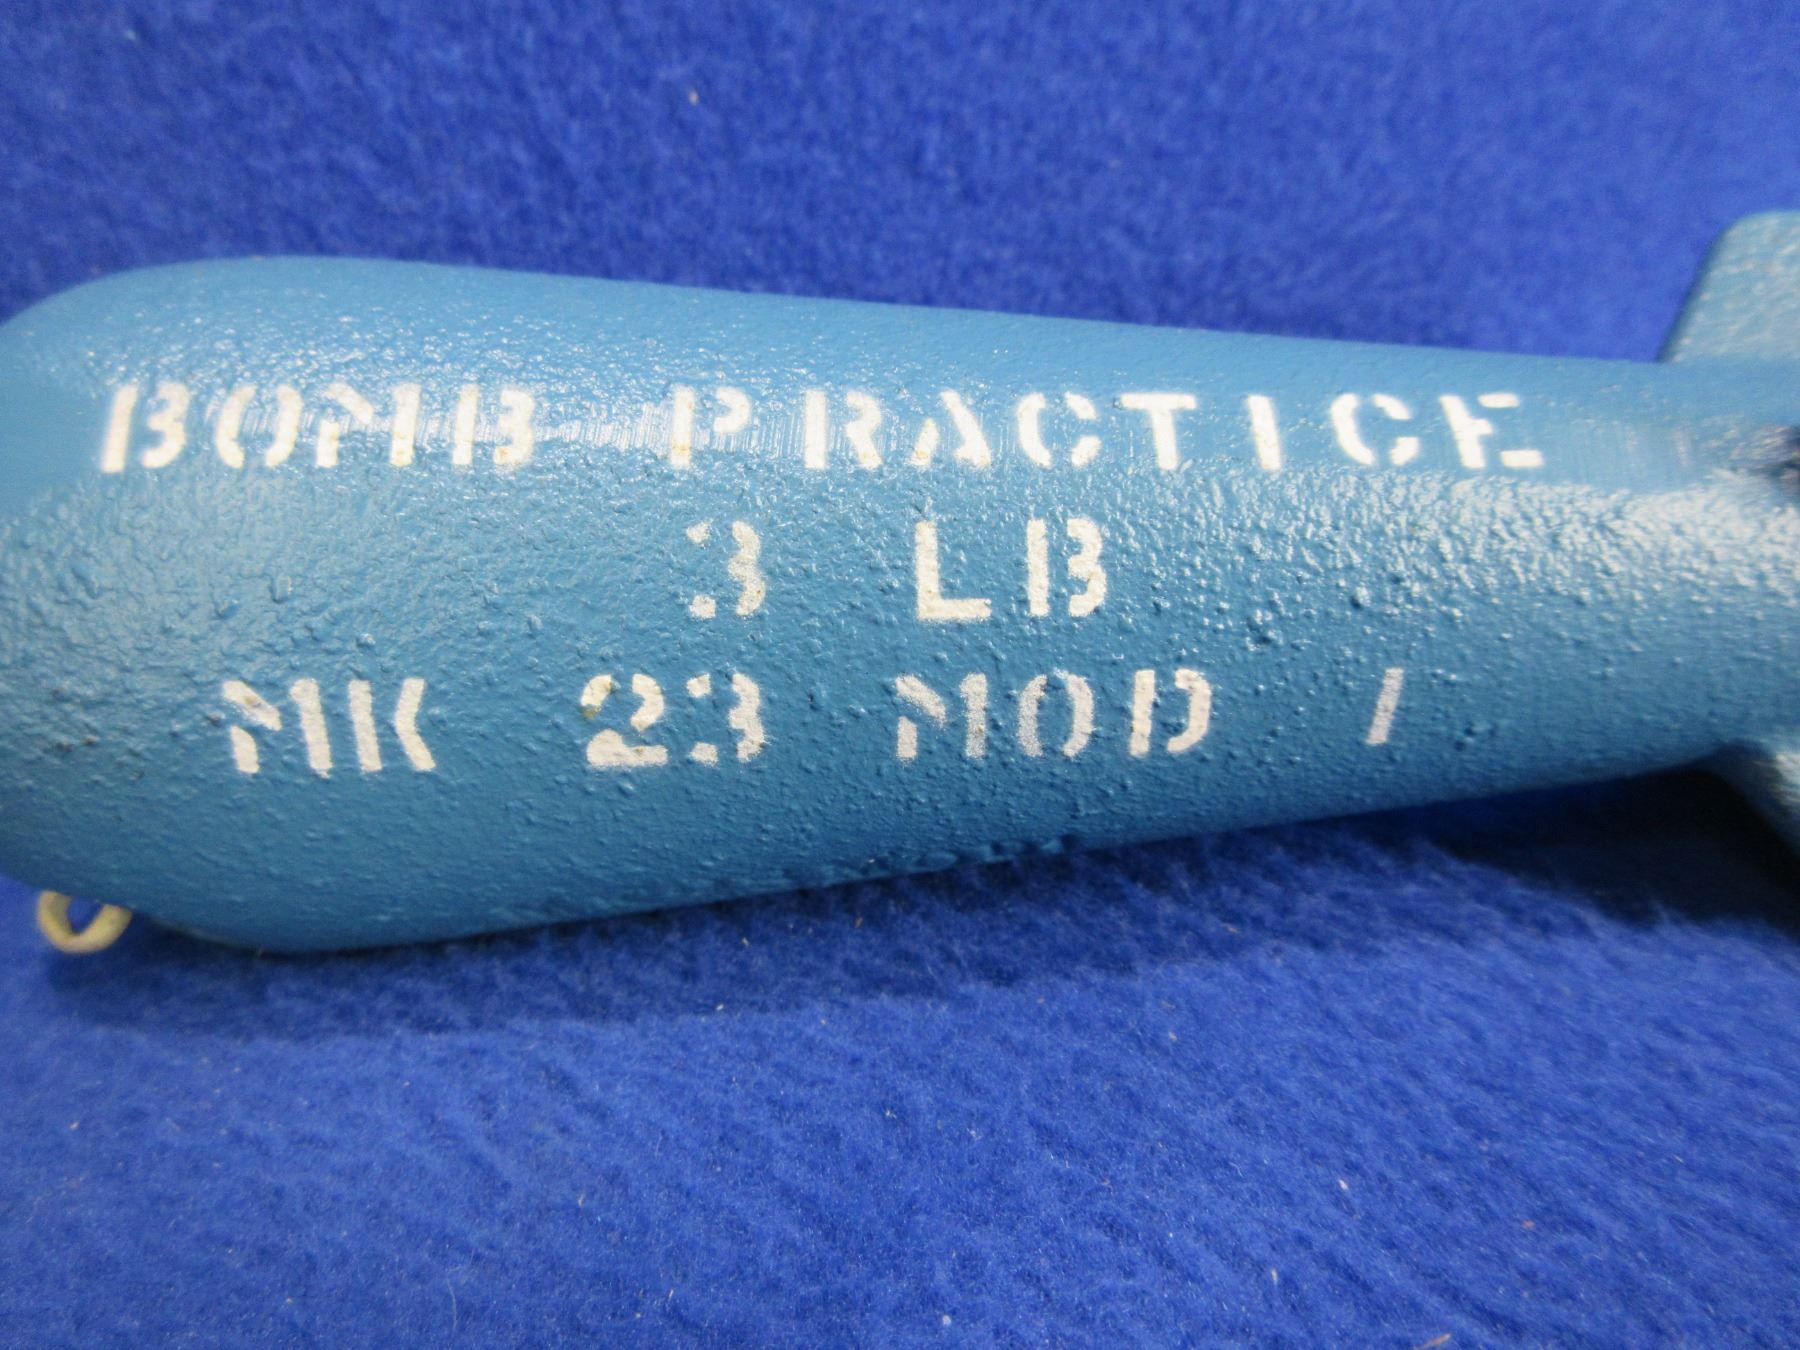 BOMB PRACTICE
3 LB
MK 23 MOD 1